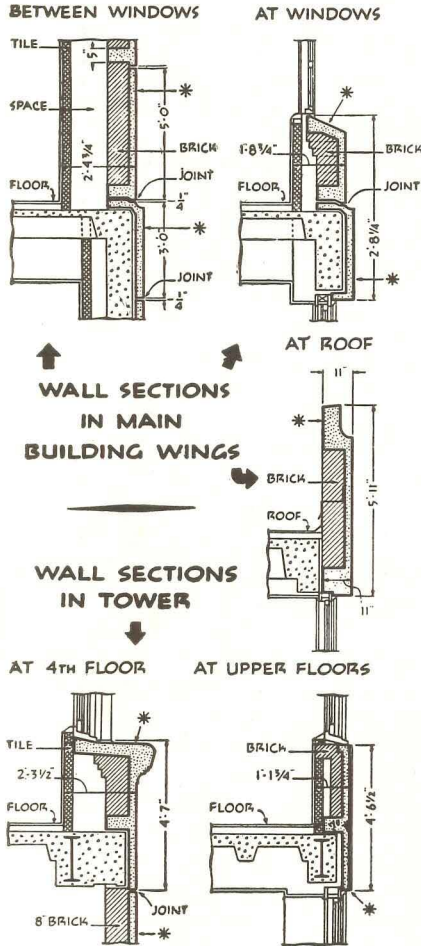 BETWEEN WINDOWS
TILE
5"
SPACE
5'-0"
2'-4¾"
BRICK
FLOOR
JOINT
¼"
3'-0"
JOINT
¼"
AT WINDOWS
1'-8¾"
BRICK
FLOOR
JOINT
2'-8¼"
WALL SECTIONS
IN MAIN
BUILDING WINGS
AT ROOF
11"
BRICK
5'-11"
ROOF
11"
WALL SECTIONS
IN TOWER
AT 4TH FLOOR
TILE
2'-3½"
FLOOR
4'-7"
JOINT
8" BRICK
AT UPPER FLOORS
BRICK
1'-1¾"
FLOOR
4'-6½"